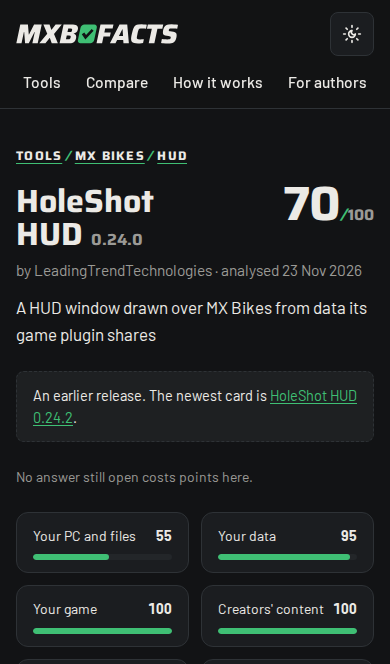 MXB FACTS
Tools Compare How it works For authors
TOOLS / MX BIKES / HUD
HoleShot
HUD 0.24.0
70/100
by LeadingTrendTechnologies · analysed 23 Nov 2026
A HUD window drawn over MX Bikes from data its
game plugin shares
An earlier release. The newest card is HoleShot HUD
0.24.2.
No answer still open costs points here.
Your PC and files 55
Your data 95
Your game 100
Creators' content 100